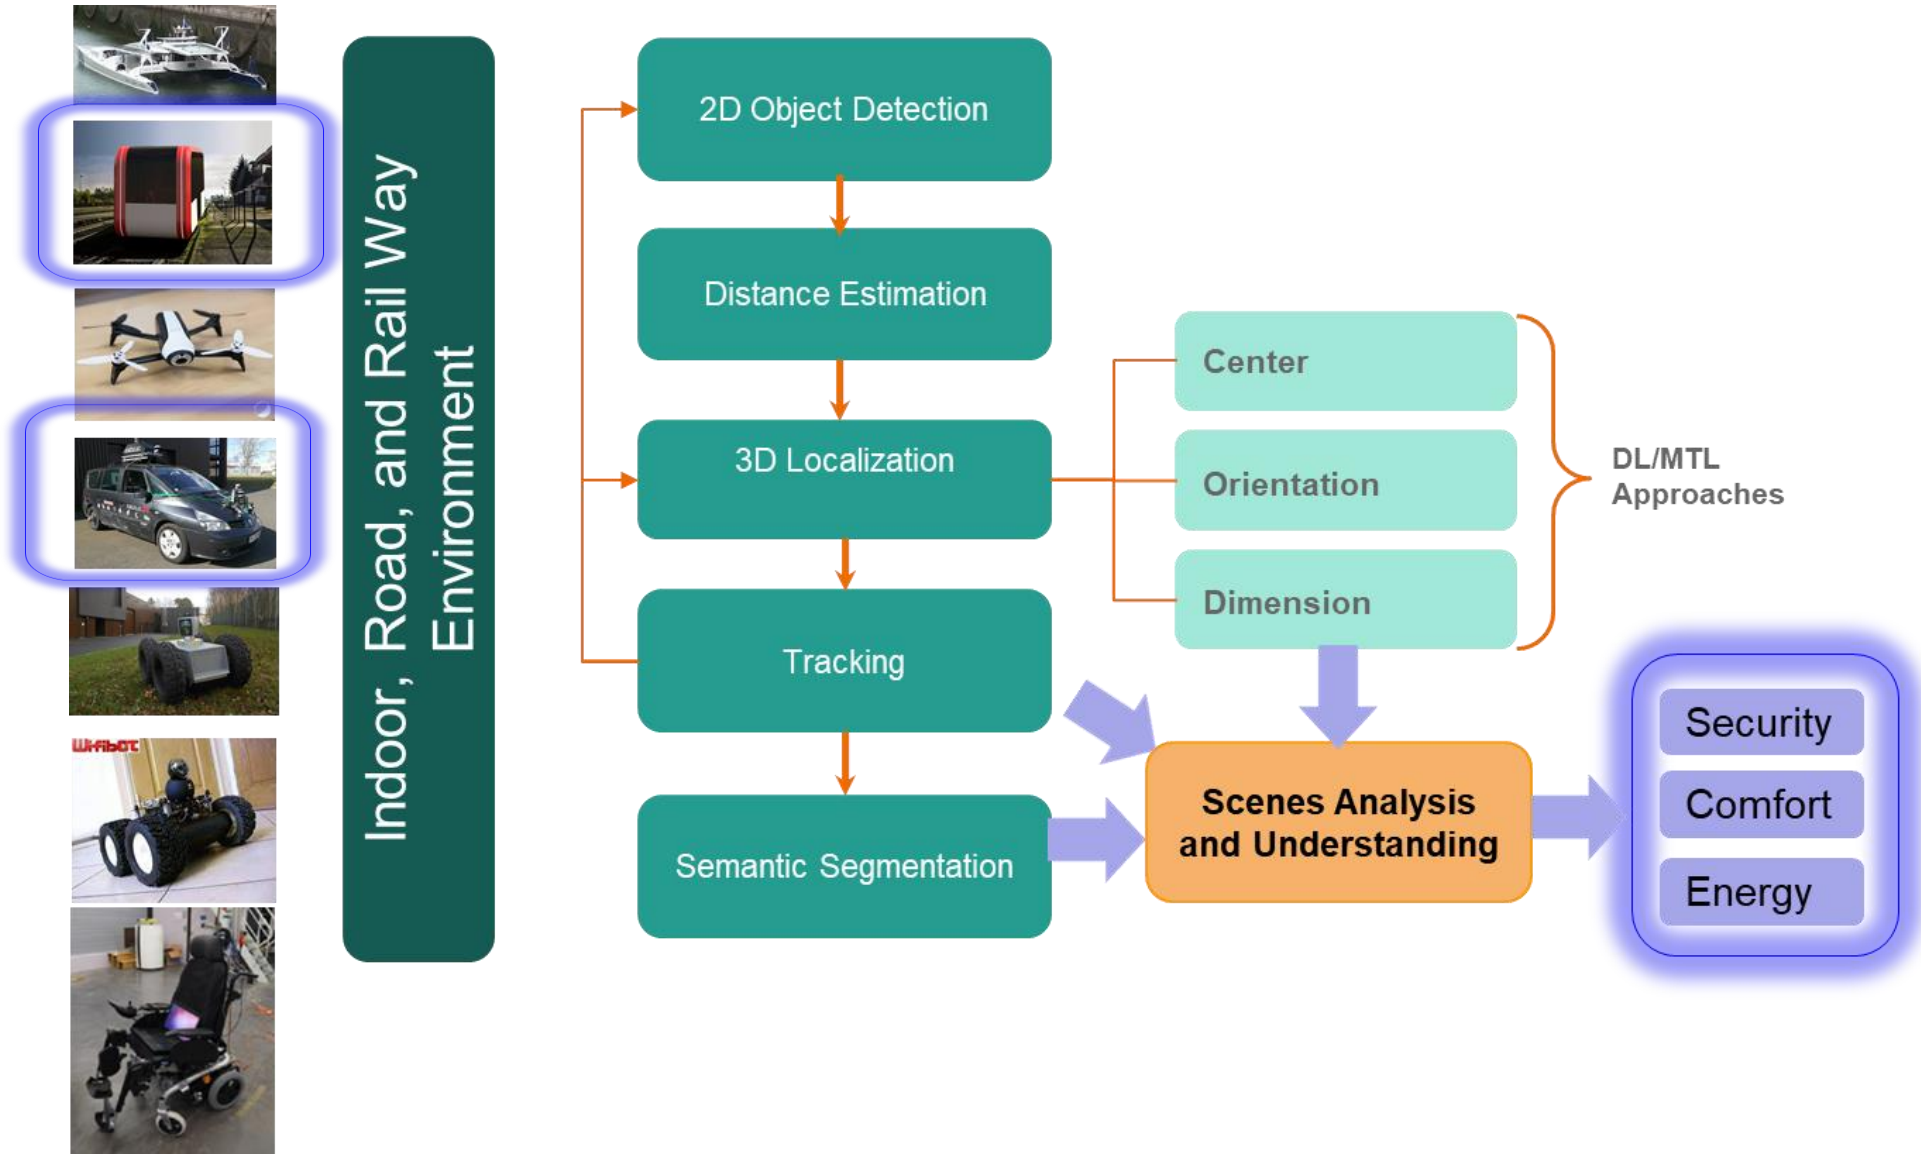 Wifibot
Indoor, Road, and Rail Way
Environment
2D Object Detection
Distance Estimation
3D Localization
Tracking
Semantic Segmentation
Center
Orientation
Dimension
DL/MTL
Approaches
Scenes Analysis
and Understanding
Security
Comfort
Energy